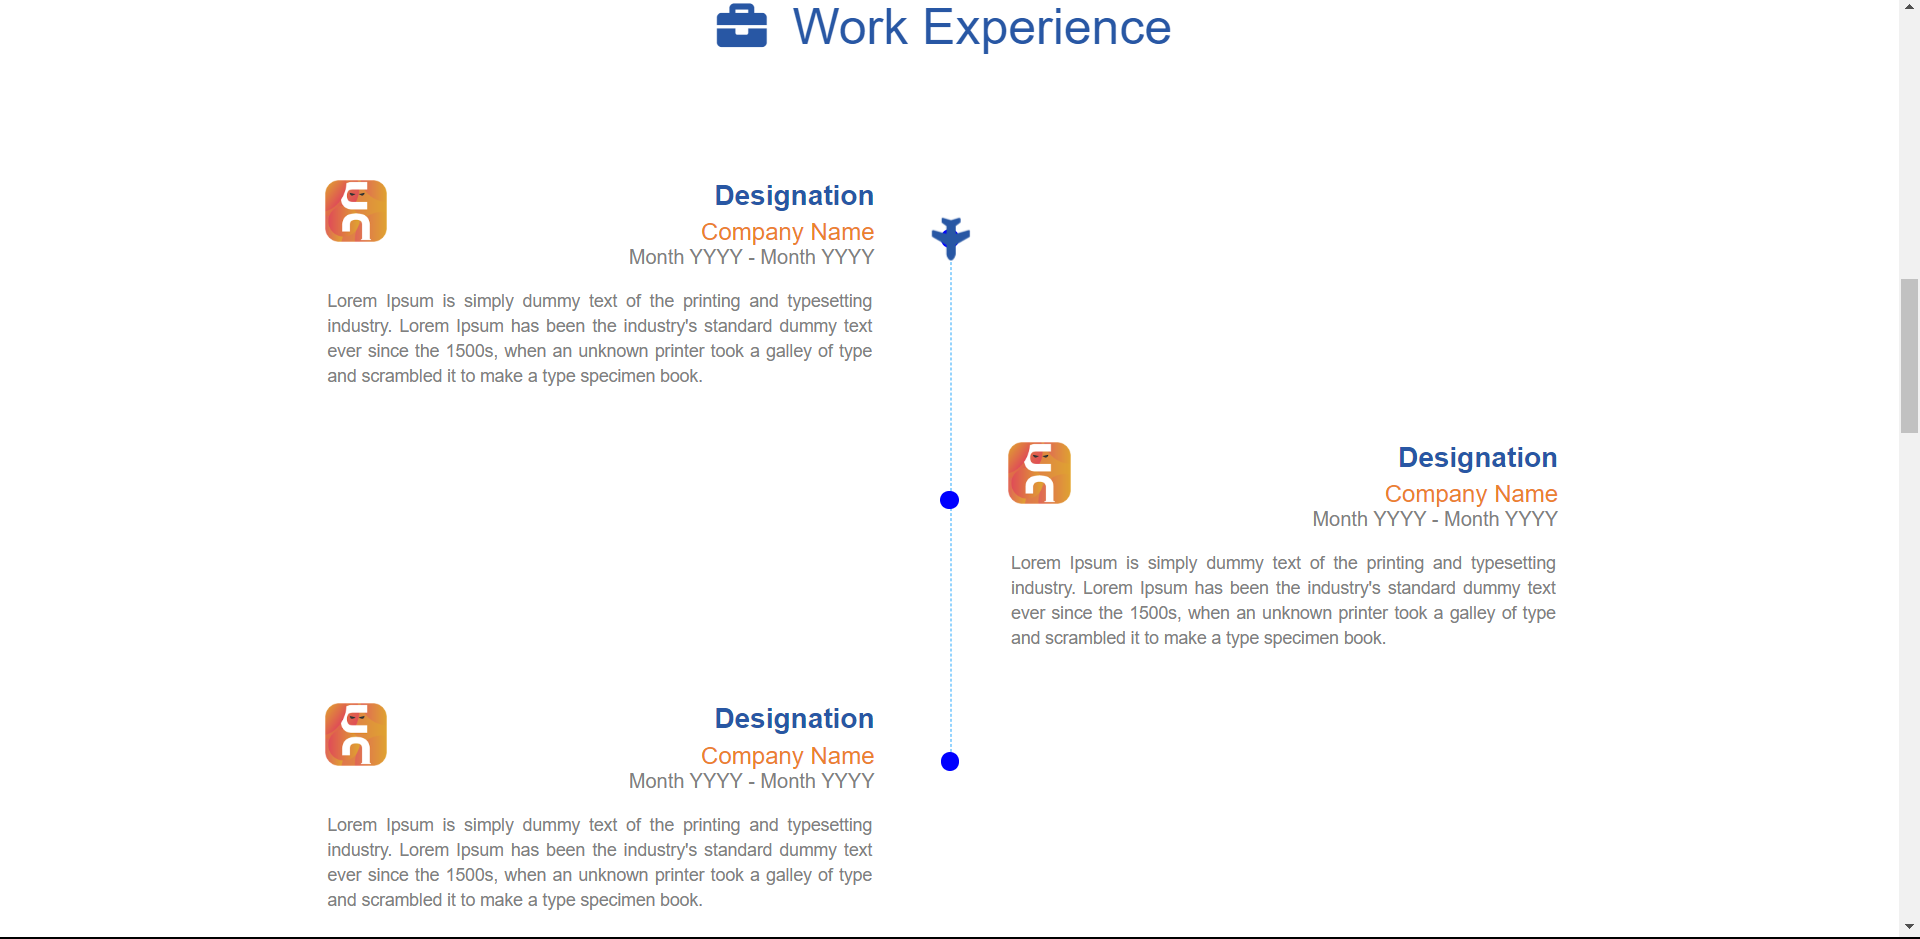 Work Experience
Designation
Company Name
Month YYYY - Month YYYY
Lorem Ipsum is simply dummy text of the printing and typesetting
industry. Lorem Ipsum has been the industry's standard dummy text
ever since the 1500s, when an unknown printer took a galley of type
and scrambled it to make a type specimen book.
Designation
Company Name
Month YYYY - Month YYYY
Lorem Ipsum is simply dummy text of the printing and typesetting
industry. Lorem Ipsum has been the industry's standard dummy text
ever since the 1500s, when an unknown printer took a galley of type
and scrambled it to make a type specimen book.
Designation
Company Name
Month YYYY - Month YYYY
Lorem Ipsum is simply dummy text of the printing and typesetting
industry. Lorem Ipsum has been the industry's standard dummy text
ever since the 1500s, when an unknown printer took a galley of type
and scrambled it to make a type specimen book.